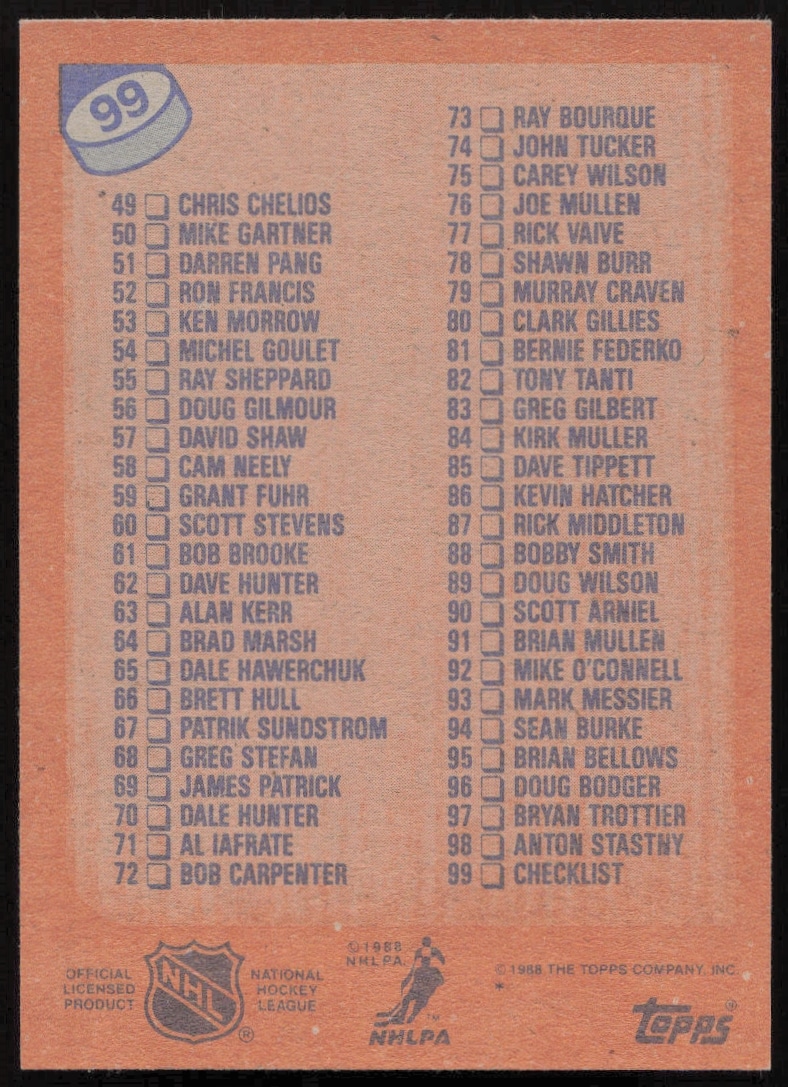 99
49 CHRIS CHELIOS
50 MIKE GARTNER
51 DARREN PANG
52 RON FRANCIS
53 KEN MORROW
54 MICHEL GOULET
55 RAY SHEPPARD
56 DOUG GILMOUR
57 DAVID SHAW
58 CAM NEELY
59 GRANT FUHR
60 SCOTT STEVENS
61 BOB BROOKE
62 DAVE HUNTER
63 ALAN KERR
64 BRAD MARSH
65 DALE HAWERCHUK
66 BRETT HULL
67 PATRIK SUNDSTROM
68 GREG STEFAN
69 JAMES PATRICK
70 DALE HUNTER
71 AL IAFRATE
72 BOB CARPENTER
73 RAY BOURQUE
74 JOHN TUCKER
75 CAREY WILSON
76 JOE MULLEN
77 RICK VAIVE
78 SHAWN BURR
79 MURRAY CRAVEN
80 CLARK GILLIES
81 BERNIE FEDERKO
82 TONY TANTI
83 GREG GILBERT
84 KIRK MULLER
85 DAVE TIPPETT
86 KEVIN HATCHER
87 RICK MIDDLETON
88 BOBBY SMITH
89 DOUG WILSON
90 SCOTT ARNIEL
91 BRIAN MULLEN
92 MIKE O'CONNELL
93 MARK MESSIER
94 SEAN BURKE
95 BRIAN BELLOWS
96 DOUG BODGER
97 BRYAN TROTTIER
98 ANTON STASTNY
99 CHECKLIST
OFFICIAL
LICENSED
PRODUCT
NHL
®
NATIONAL
HOCKEY
LEAGUE
© 1988
NHLPA
™
NHLPA
© 1988 THE TOPPS COMPANY, INC.
*
topps®